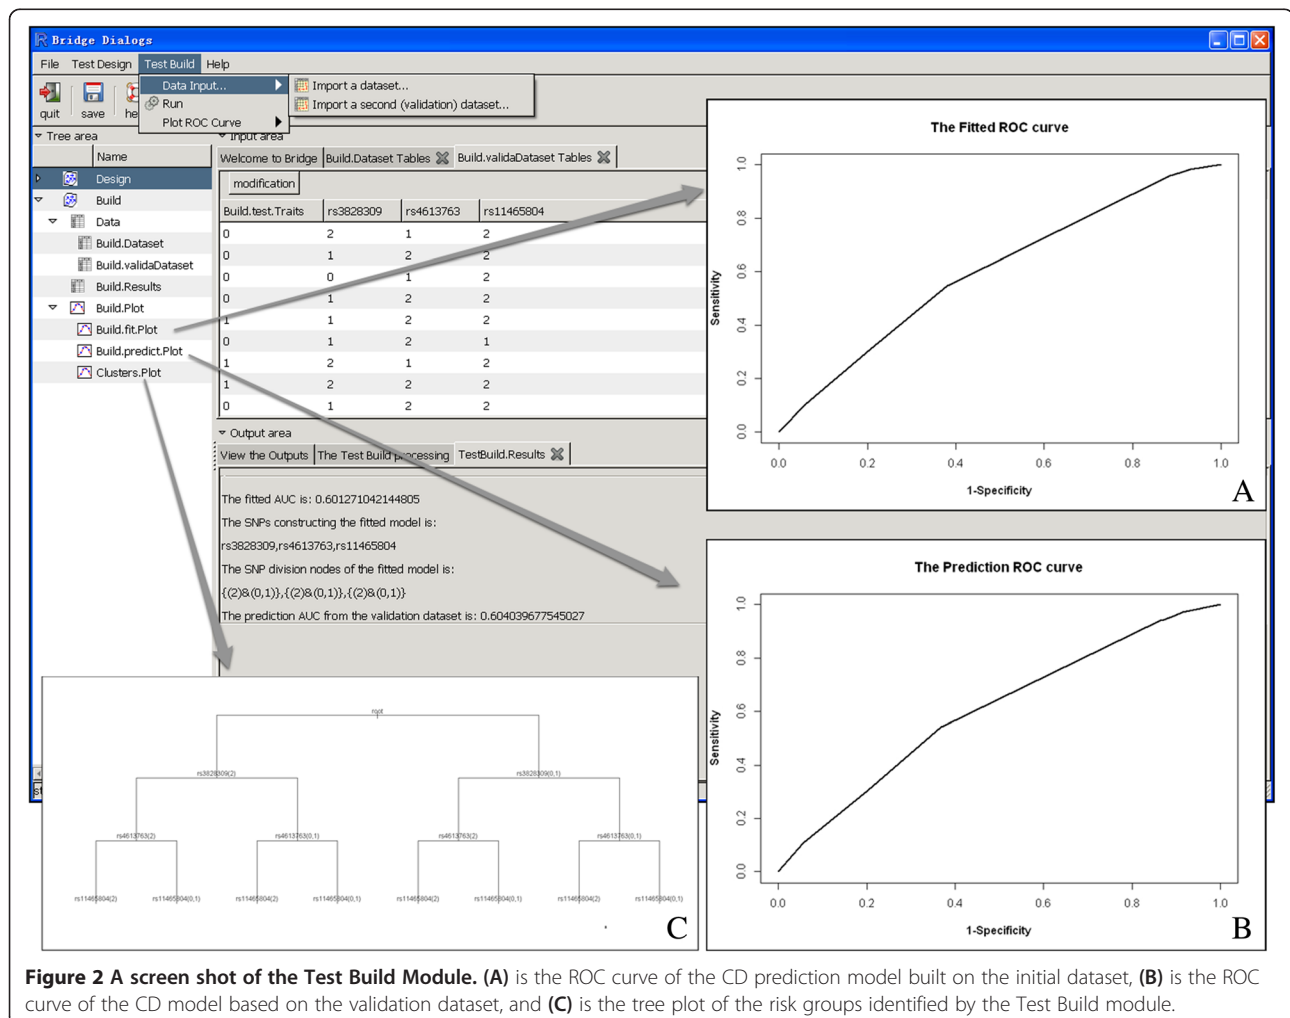 Bridge Dialogs
File Test Design Test Build Help
Data Input...
Run
Plot ROC Curve
Import a dataset...
Import a second (validation) dataset...
quit save he
Tree area
Name
Design
Build
Data
Build.Dataset
Build.validaDataset
Build.Results
Build.Plot
Build.fit.Plot
Build.predict.Plot
Clusters.Plot
Input area
Welcome to Bridge Build.Dataset Tables Build.validaDataset Tables
modification
Build.test.Traits rs3828309 rs4613763 rs11465804
0 2 1 2
0 1 2 2
0 0 1 2
0 1 2 2
1 1 2 2
0 1 2 1
1 2 1 2
1 2 2 2
0 1 2 2
Output area
View the Outputs The Test Build processing TestBuild.Results
The fitted AUC is: 0.601271042144805
The SNPs constructing the fitted model is:
rs3828309,rs4613763,rs11465804
The SNP division nodes of the fitted model is:
{(2)&(0,1)},{(2)&(0,1)},{(2)&(0,1)}
The prediction AUC from the validation dataset is: 0.604039677545027
st
The Fitted ROC curve
Sensitivity
1.0
0.8
0.6
0.4
0.2
0.0
0.0 0.2 0.4 0.6 0.8 1.0
1-Specificity
A
The Prediction ROC curve
Sensitivity
1.0
0.8
0.6
0.4
0.2
0.0
0.0 0.2 0.4 0.6 0.8 1.0
1-Specificity
B
root
rs3828309(2) rs3828309(0,1)
rs4613763(2) rs4613763(0,1) rs4613763(2) rs4613763(0,1)
rs11465804(2) rs11465804(0,1) rs11465804(2) rs11465804(0,1) rs11465804(2) rs11465804(0,1) rs11465804(2) rs11465804(0,1)
C
Figure 2 A screen shot of the Test Build Module. (A) is the ROC curve of the CD prediction model built on the initial dataset, (B) is the ROC
curve of the CD model based on the validation dataset, and (C) is the tree plot of the risk groups identified by the Test Build module.